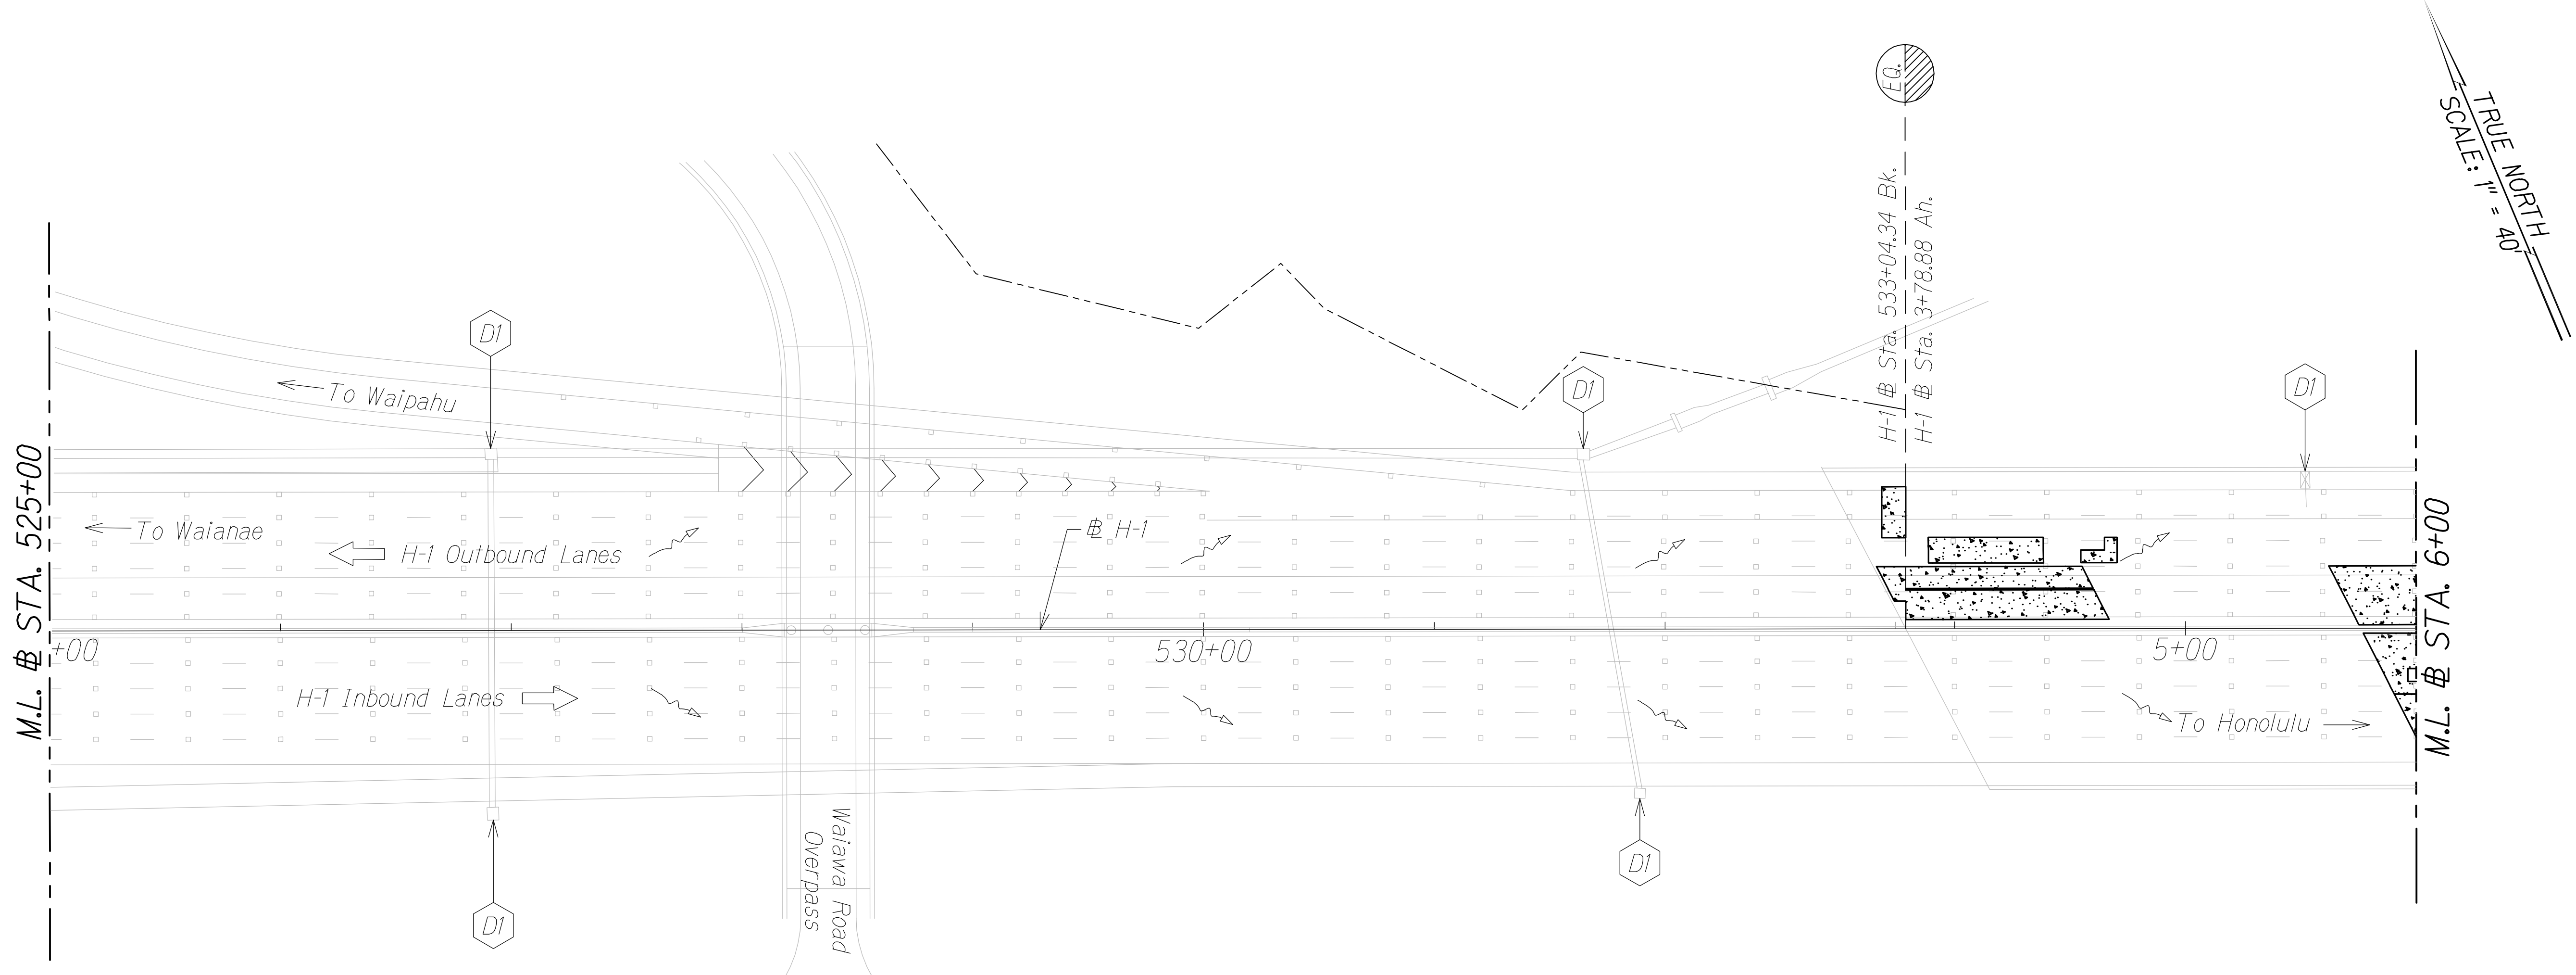 EQ.
TRUE NORTH
SCALE: 1" = 40'
H-1 ℄ Sta. 533+04.34 Bk.
H-1 ℄ Sta. 3+78.88 Ah.
D1
D1
D1
To Waipahu
M.L. ℄ STA. 525+00
To Waianae
H-1 Outbound Lanes
℄ H-1
M.L. ℄ STA. 6+00
+00
530+00
5+00
H-1 Inbound Lanes
To Honolulu
Waiawa Road
Overpass
D1
D1